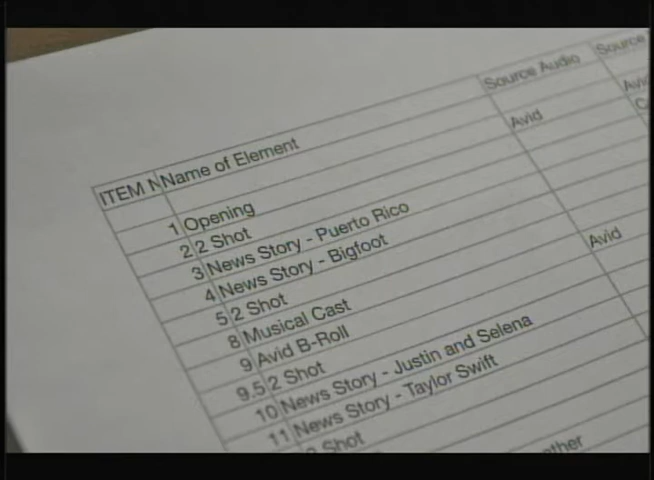 Source Audio Source
ITEM N Name of Element
Avid
1 Opening
2 2 Shot
3 News Story - Puerto Rico
4 News Story - Bigfoot
5 2 Shot
8 Musical Cast
9 Avid B-Roll Avid
9.5 2 Shot
10 News Story - Justin and Selena
11 News Story - Taylor Swift
Shot